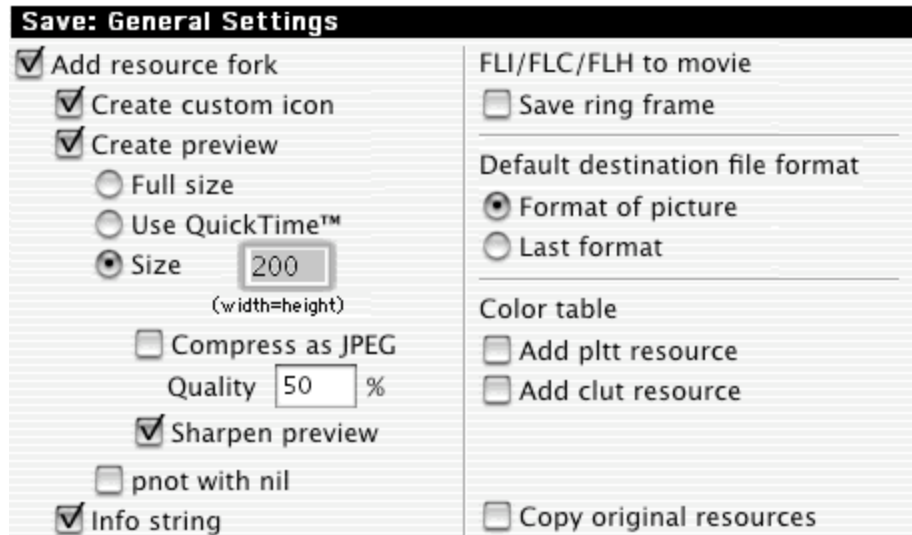 Save: General Settings
Add resource fork
Create custom icon
Create preview
Full size
Use QuickTime™
Size 200
(width=height)
Compress as JPEG
Quality 50 %
Sharpen preview
pnot with nil
Info string
FLI/FLC/FLH to movie
Save ring frame
Default destination file format
Format of picture
Last format
Color table
Add pltt resource
Add clut resource
Copy original resources